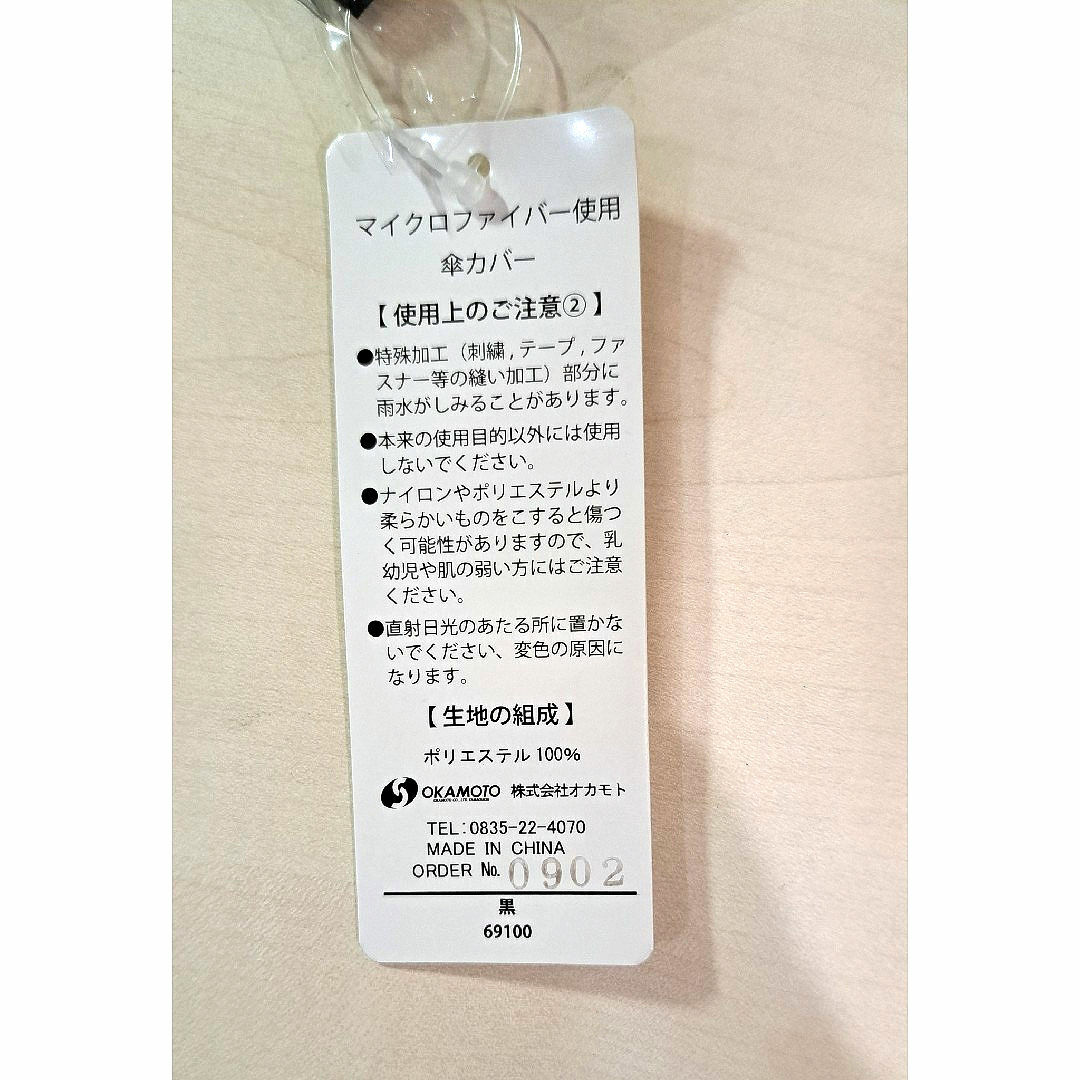 マイクロファイバー使用
傘カバー
【使用上のご注意②】
●特殊加工（刺繍,テープ,ファ
スナー等の縫い加工）部分に
雨水がしみることがあります。
●本来の使用目的以外には使用
しないでください。
●ナイロンやポリエステルより
柔らかいものをこすると傷つ
く可能性がありますので、乳
幼児や肌の弱い方にはご注意
ください。
●直射日光のあたる所に置かな
いでください、変色の原因に
なります。
【生地の組成】
ポリエステル 100%
OKAMOTO 株式会社オカモト
TEL:0835-22-4070
MADE IN CHINA
ORDER No. 0902
黒
69100